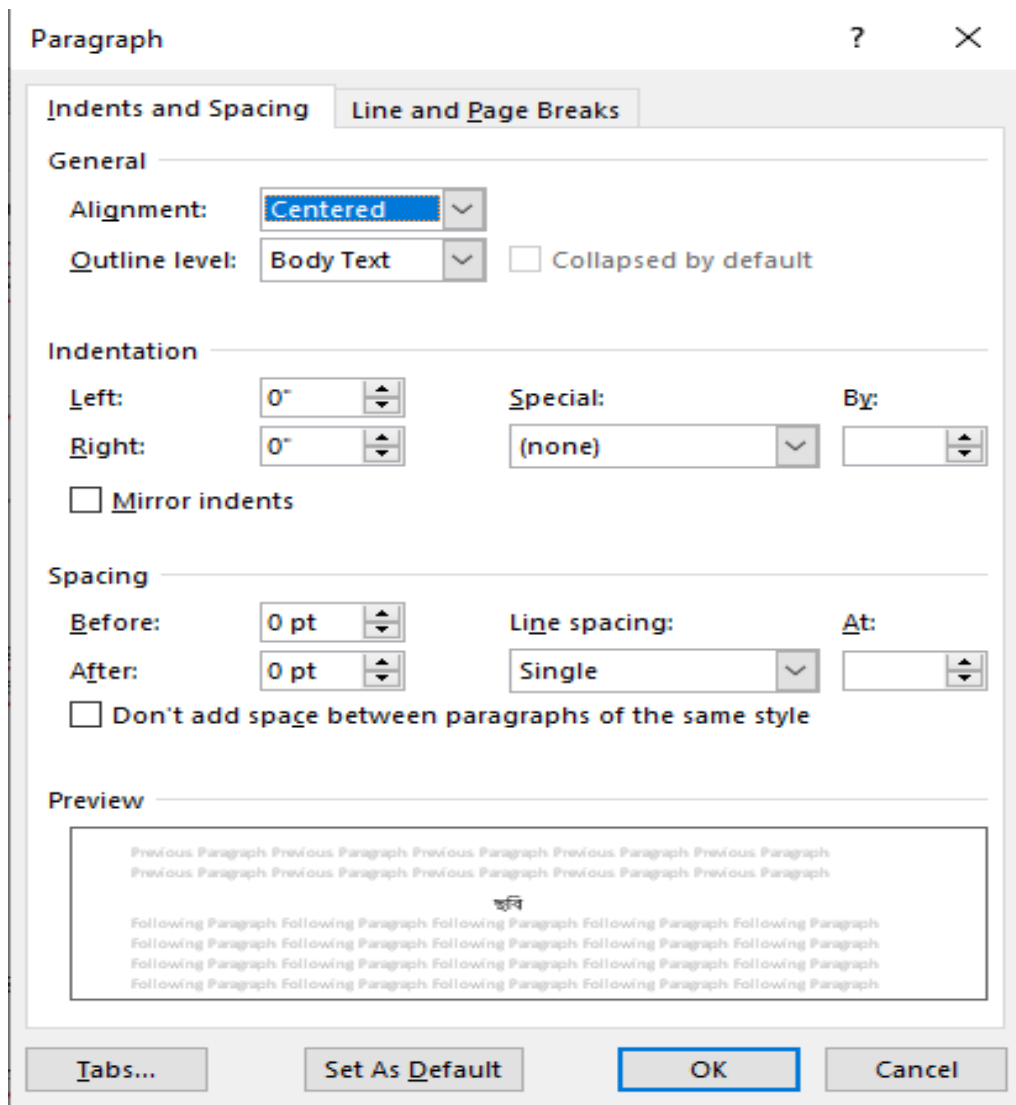 Paragraph ?
Indents and Spacing Line and Page Breaks
General
Alignment: Centered
Outline level: Body Text Collapsed by default
Indentation
Left: 0" Special: By:
Right: 0" (none)
Mirror indents
Spacing
Before: 0 pt Line spacing: At:
After: 0 pt Single
Don't add space between paragraphs of the same style
Preview
Previous Paragraph Previous Paragraph Previous Paragraph Previous Paragraph Previous Paragraph
Previous Paragraph Previous Paragraph Previous Paragraph Previous Paragraph Previous Paragraph
ছবি
Following Paragraph Following Paragraph Following Paragraph Following Paragraph Following Paragraph
Following Paragraph Following Paragraph Following Paragraph Following Paragraph Following Paragraph
Following Paragraph Following Paragraph Following Paragraph Following Paragraph Following Paragraph
Following Paragraph Following Paragraph Following Paragraph Following Paragraph Following Paragraph
Tabs... Set As Default OK Cancel